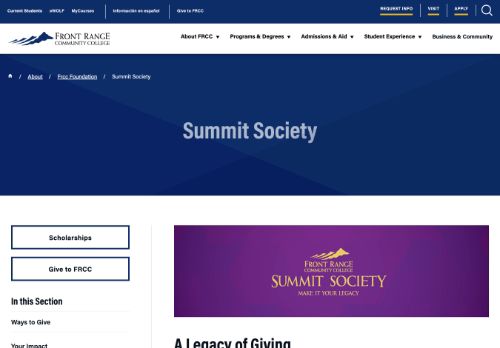 Current Students eWOLF MyCourses Información en español Give to FRCC REQUEST INFO VISIT APPLY
FRONT RANGE
COMMUNITY COLLEGE
About FRCC Programs & Degrees Admissions & Aid Student Experience Business & Community
/ About / Frcc Foundation / Summit Society
Summit Society
Scholarships
Give to FRCC
In this Section
Ways to Give
Your Impact
FRONT RANGE
COMMUNITY COLLEGE
SUMMIT SOCIETY
MAKE IT YOUR LEGACY
A Legacy of Giving